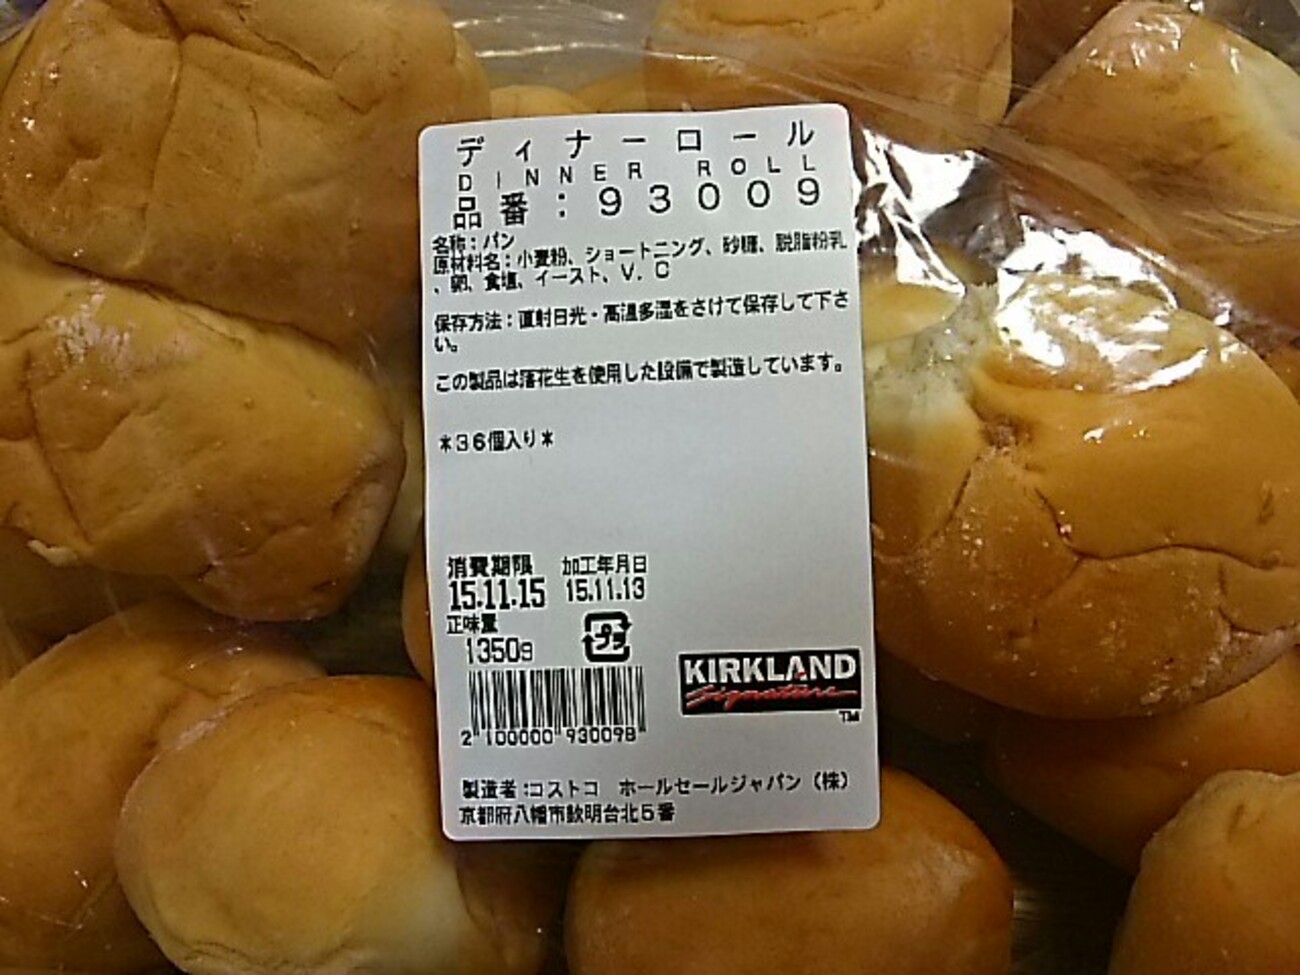 ディナーロール
DINNER ROLL
品番：93009
名称：パン
原材料名：小麦粉、ショートニング、砂糖、脱脂粉乳
、卵、食塩、イースト、V．C
保存方法：直射日光・高温多湿をさけて保存して下さ
い。
この製品は落花生を使用した設備で製造しています。
＊36個入り＊
消費期限 加工年月日
15.11.15 15.11.13
正味量
1350g プラ
KIRKLAND
Signature
TM
2 100000 930098
製造者：コストコ ホールセールジャパン（株）
京都府八幡市欽明台北5番